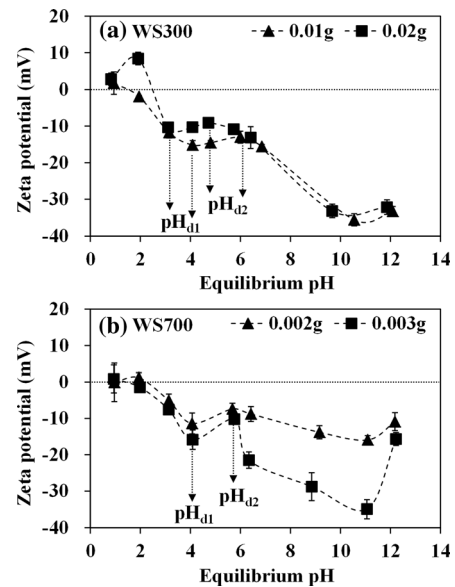 20
(a) WS300
0.01g
0.02g
10
0
-10
-20
-30
-40
Zeta potential (mV)
pHd1
pHd2
0 2 4 6 8 10 12 14
Equilibrium pH
20
(b) WS700
0.002g
0.003g
10
0
-10
-20
-30
-40
Zeta potential (mV)
pHd1
pHd2
0 2 4 6 8 10 12 14
Equilibrium pH